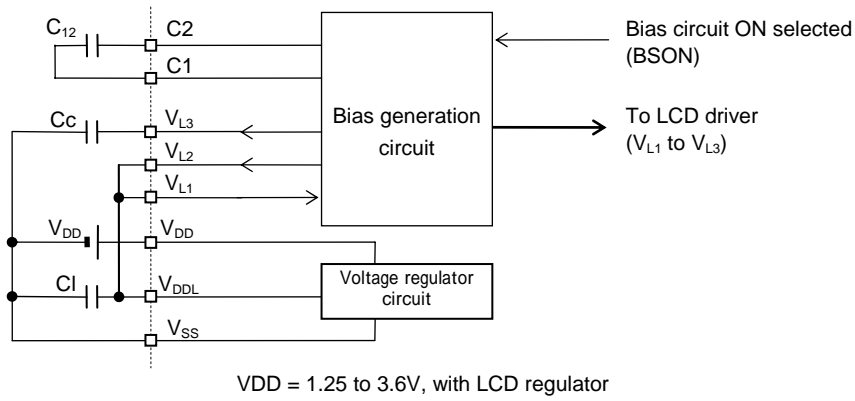 C12
C2
Bias circuit ON selected
(BSON)
C1
Cc
VL3
Bias generation
circuit
To LCD driver
(VL1 to VL3)
VL2
VL1
VDD
VDD
Cl
VDDL
Voltage regulator
circuit
VSS
VDD = 1.25 to 3.6V, with LCD regulator